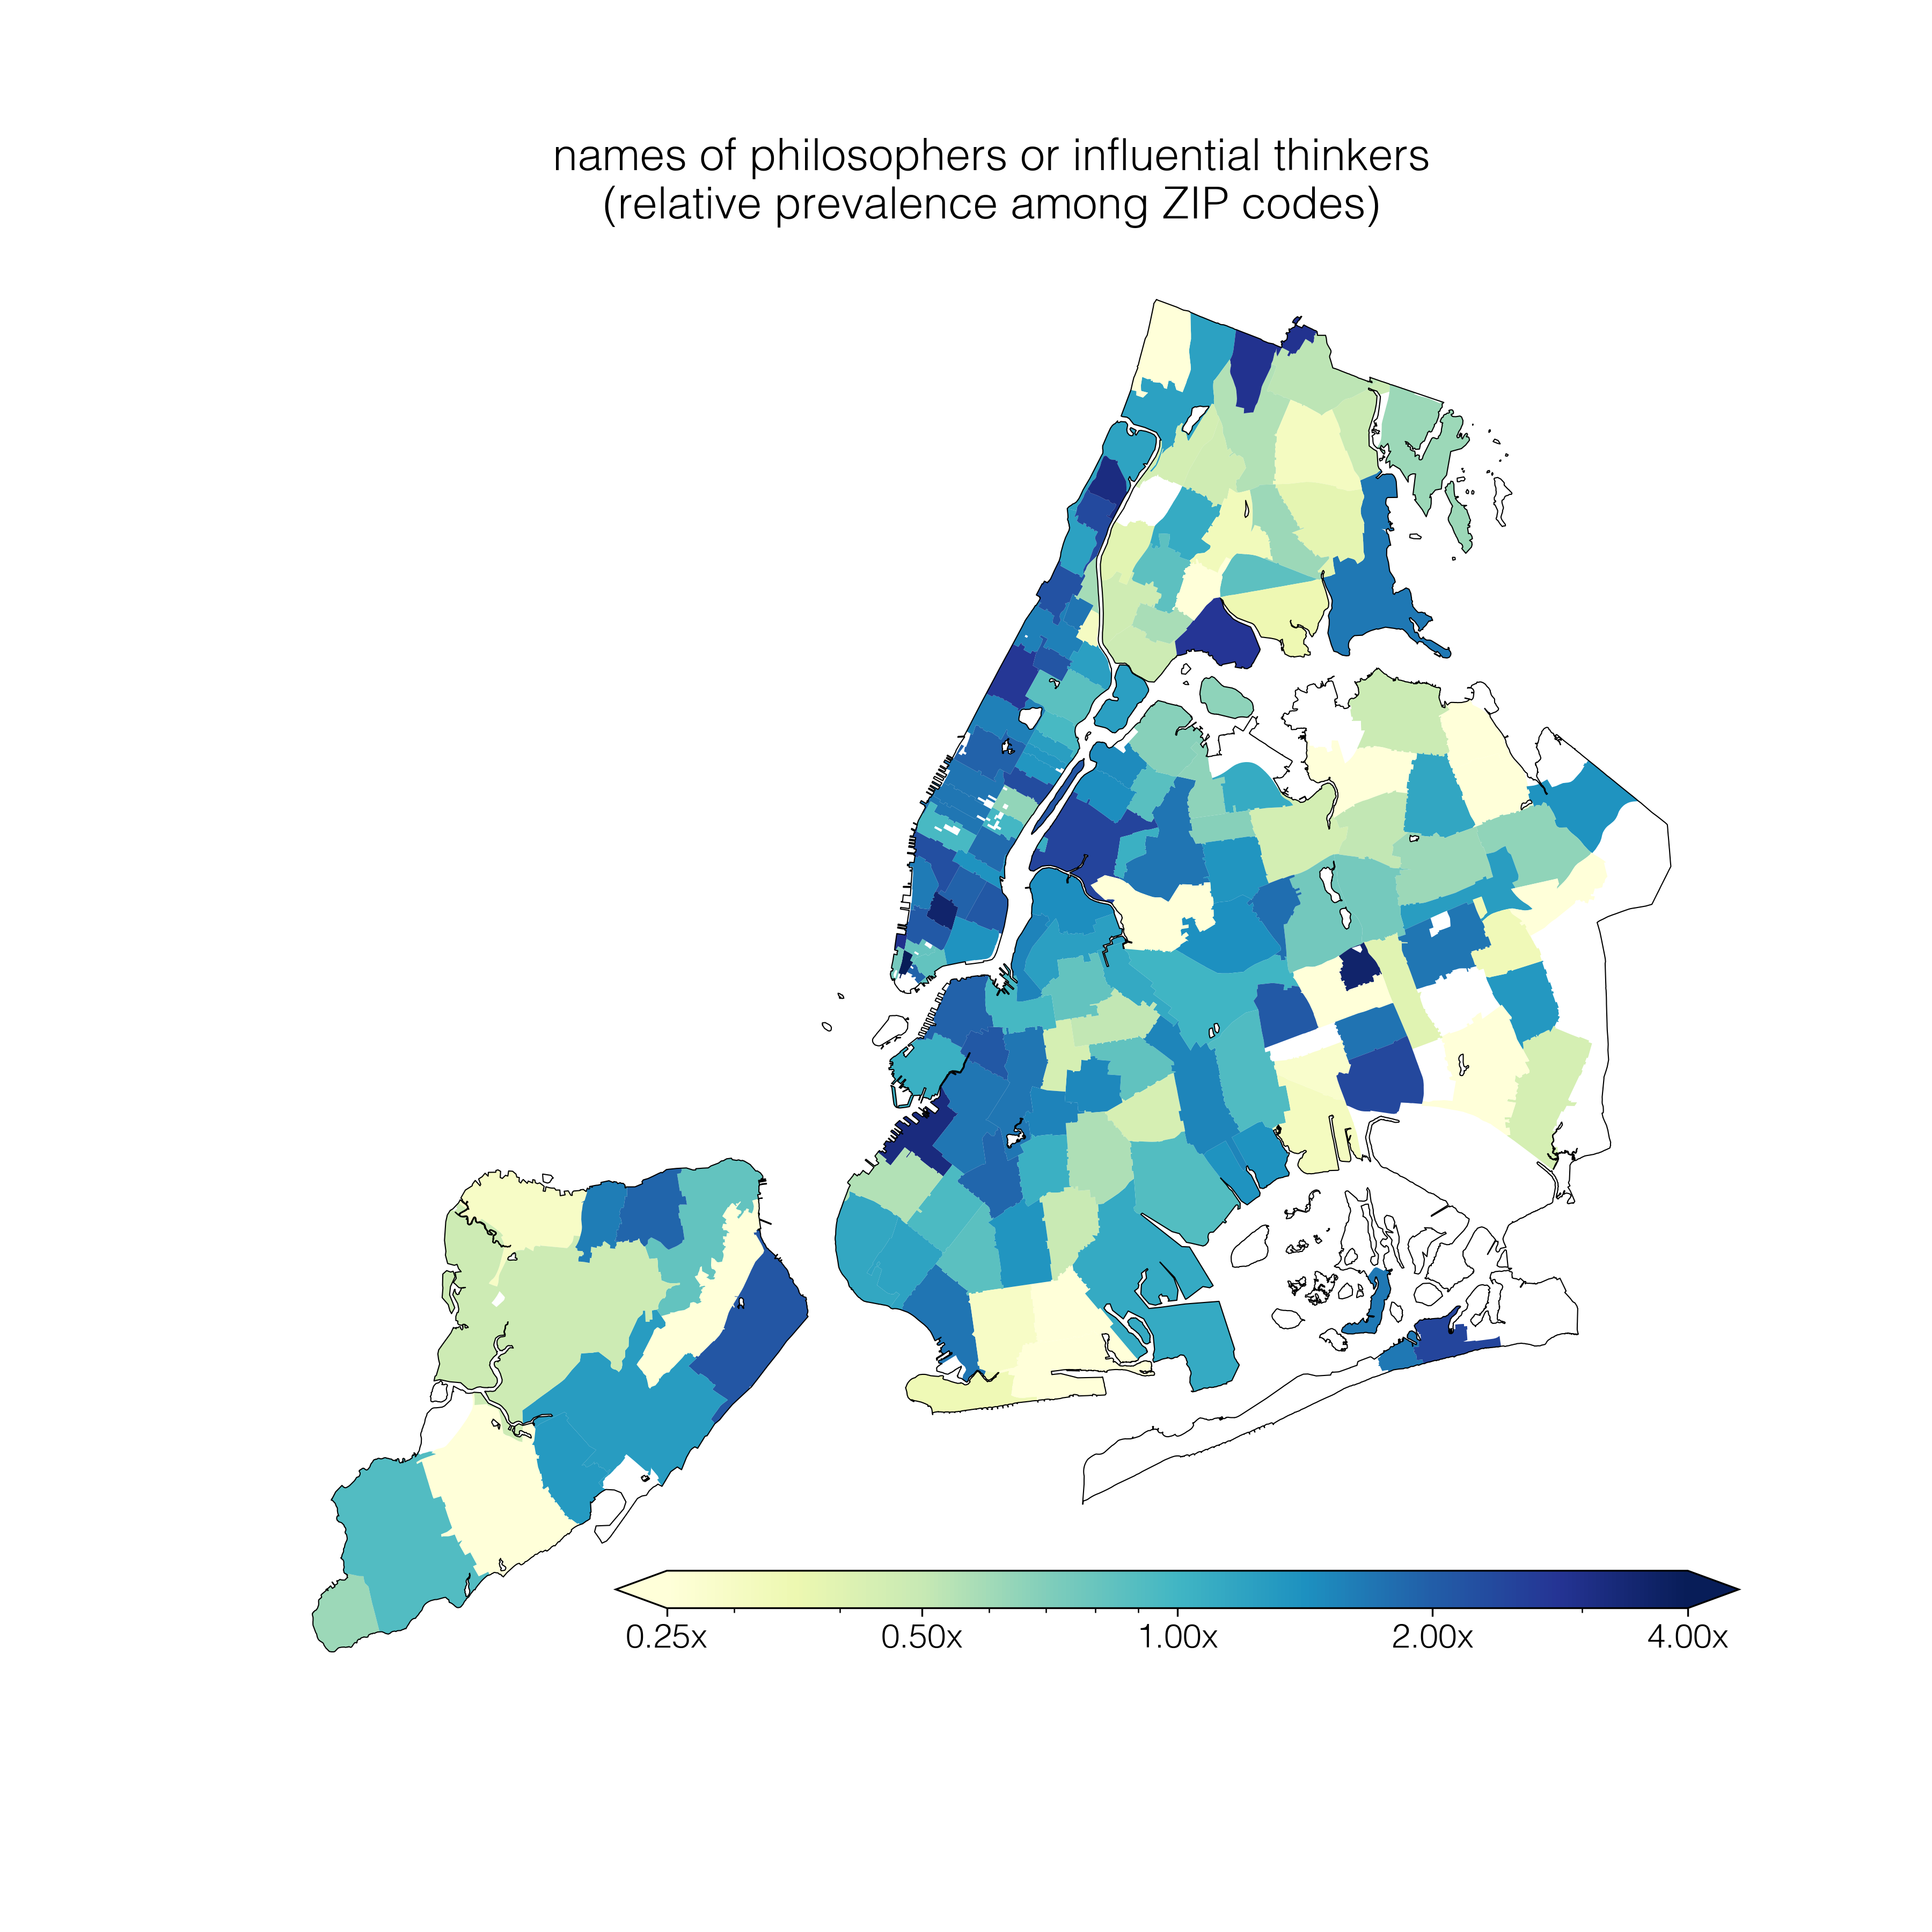 names of philosophers or influential thinkers
(relative prevalence among ZIP codes)
0.25x 0.50x 1.00x 2.00x 4.00x